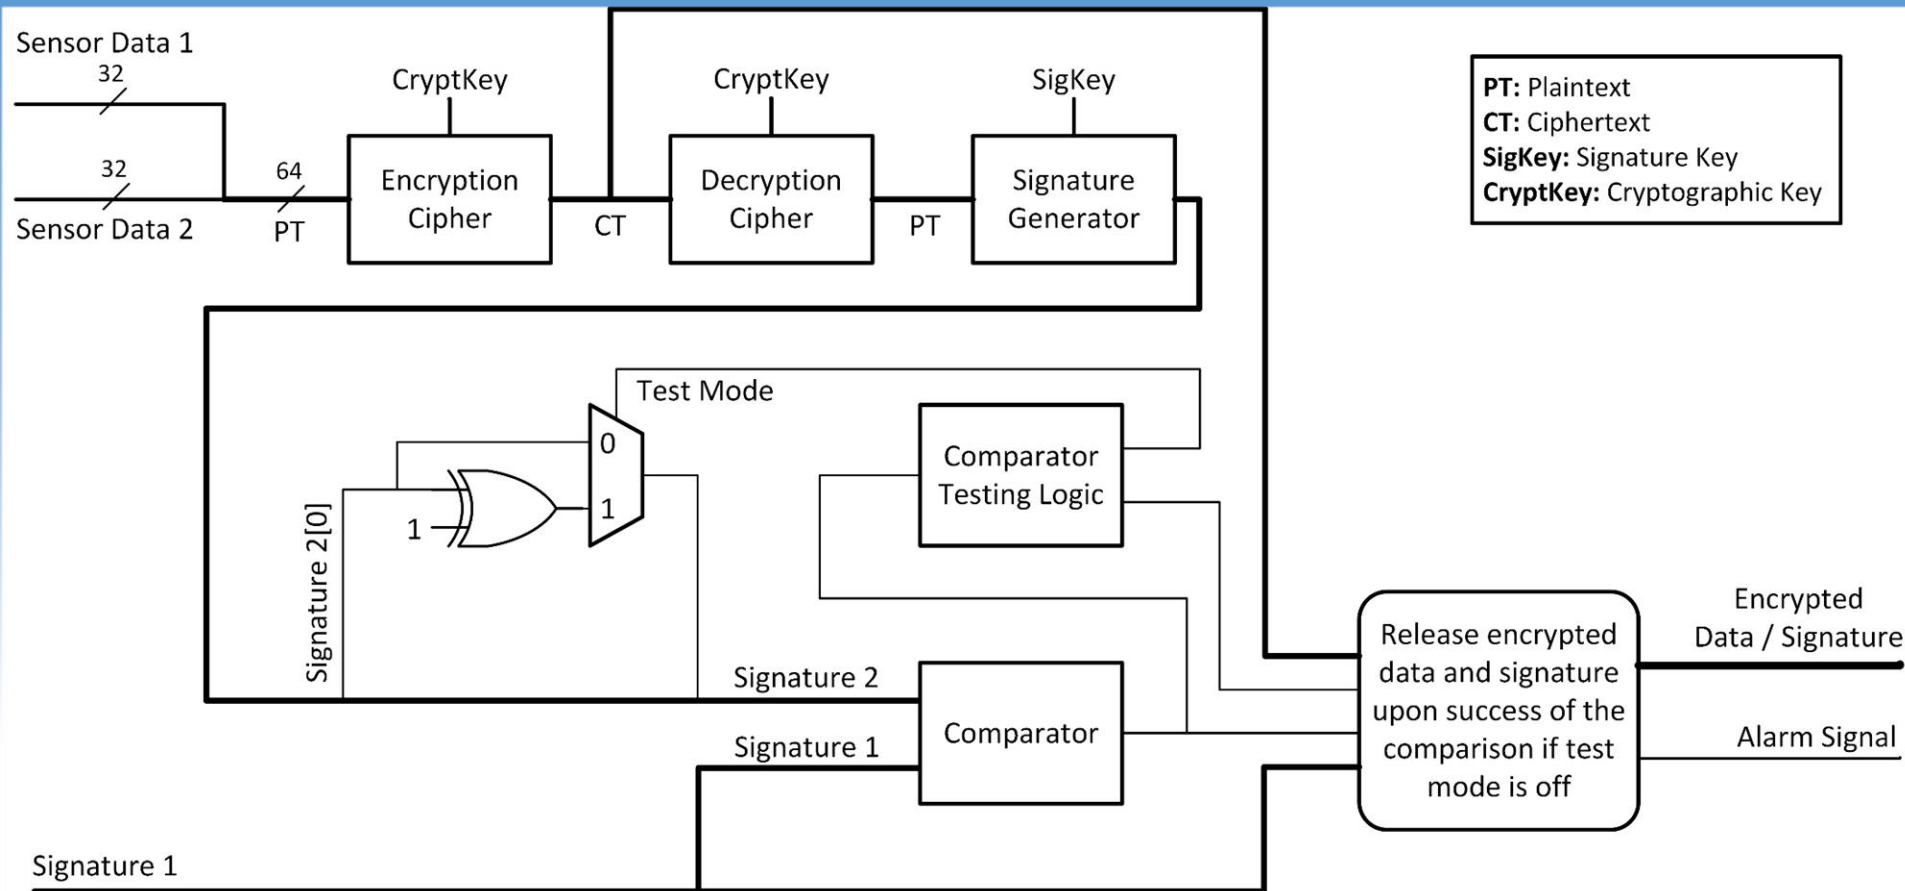 Sensor Data 1
32
32
Sensor Data 2
64
PT
CryptKey
Encryption
Cipher
CT
CryptKey
Decryption
Cipher
PT
SigKey
Signature
Generator
PT: Plaintext
CT: Ciphertext
SigKey: Signature Key
CryptKey: Cryptographic Key
Test Mode
0
1
1
Signature 2[0]
Comparator
Testing Logic
Signature 2
Signature 1
Comparator
Release encrypted
data and signature
upon success of the
comparison if test
mode is off
Encrypted
Data / Signature
Alarm Signal
Signature 1